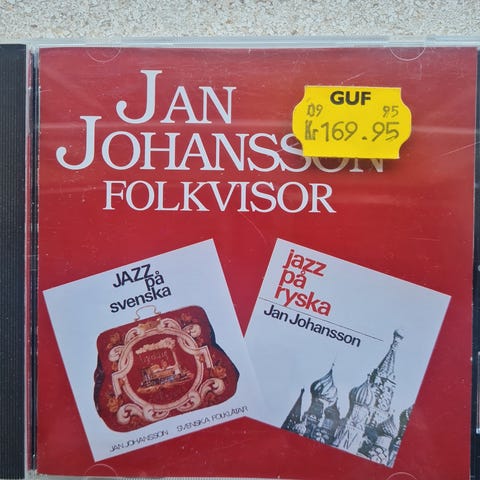 JAN
JOHANSSON
FOLKVISOR
GUF
09 95
Kr 169.95
JAZZ
på
svenska
JAN JOHANSSON SVENSKA FOLKLÅTAR
jazz
på
ryska
Jan Johansson